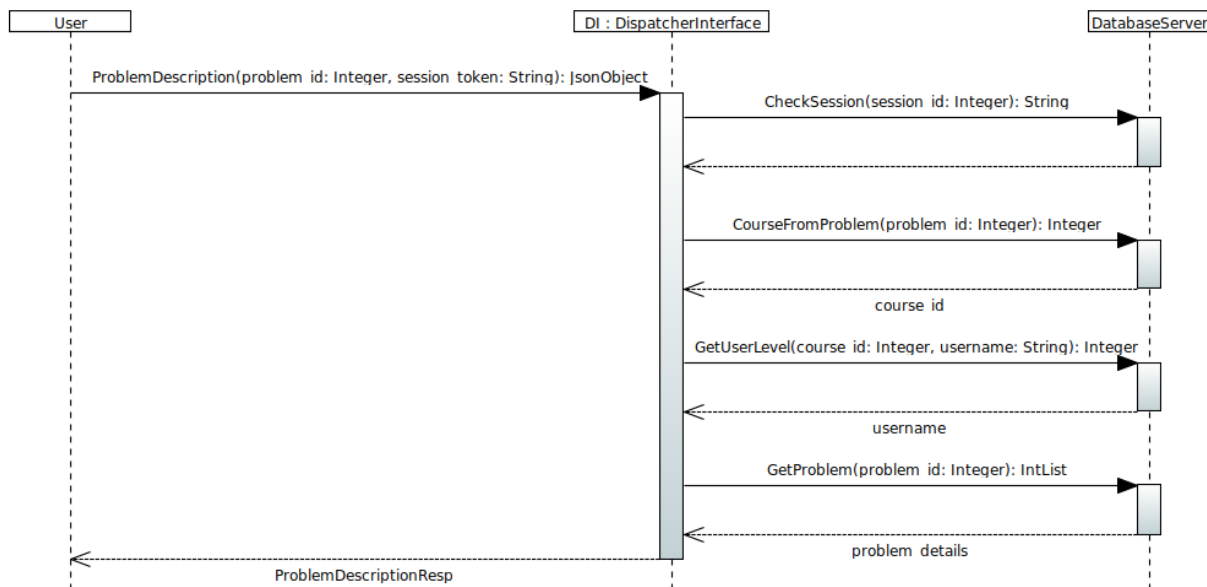 User
DI : DispatcherInterface
DatabaseServer
ProblemDescription(problem id: Integer, session token: String): JsonObject
CheckSession(session id: Integer): String
CourseFromProblem(problem id: Integer): Integer
course id
GetUserLevel(course id: Integer, username: String): Integer
username
GetProblem(problem id: Integer): IntList
problem details
ProblemDescriptionResp